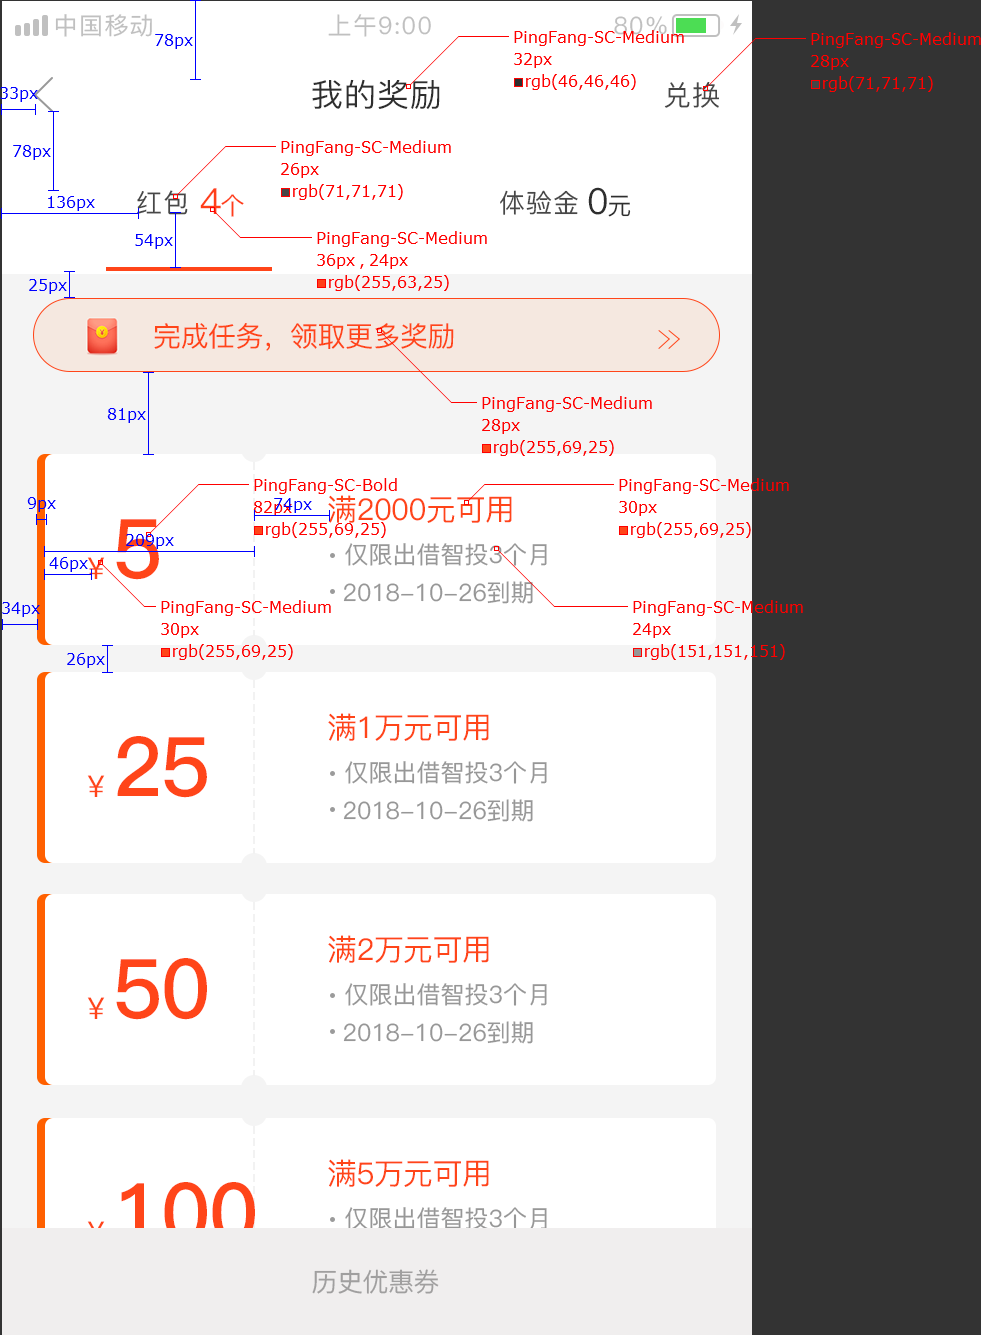 中国移动 上午9:00 80%
78px
PingFang-SC-Medium
32px
rgb(46,46,46)
PingFang-SC-Medium
28px
rgb(71,71,71)
33px
我的奖励
兑换
78px
PingFang-SC-Medium
26px
rgb(71,71,71)
136px
红包 4个
体验金 0元
54px
PingFang-SC-Medium
36px , 24px
rgb(255,63,25)
25px
¥
完成任务，领取更多奖励
81px
PingFang-SC-Medium
28px
rgb(255,69,25)
9px
PingFang-SC-Bold
82px
rgb(255,69,25)
74px
PingFang-SC-Medium
30px
rgb(255,69,25)
满2000元可用
209px
¥ 5
• 仅限出借智投3个月
• 2018-10-26到期
46px
34px
PingFang-SC-Medium
30px
rgb(255,69,25)
PingFang-SC-Medium
24px
rgb(151,151,151)
26px
满1万元可用
¥ 25
• 仅限出借智投3个月
• 2018-10-26到期
满2万元可用
¥ 50
• 仅限出借智投3个月
• 2018-10-26到期
满5万元可用
¥ 100
• 仅限出借智投3个月
历史优惠券